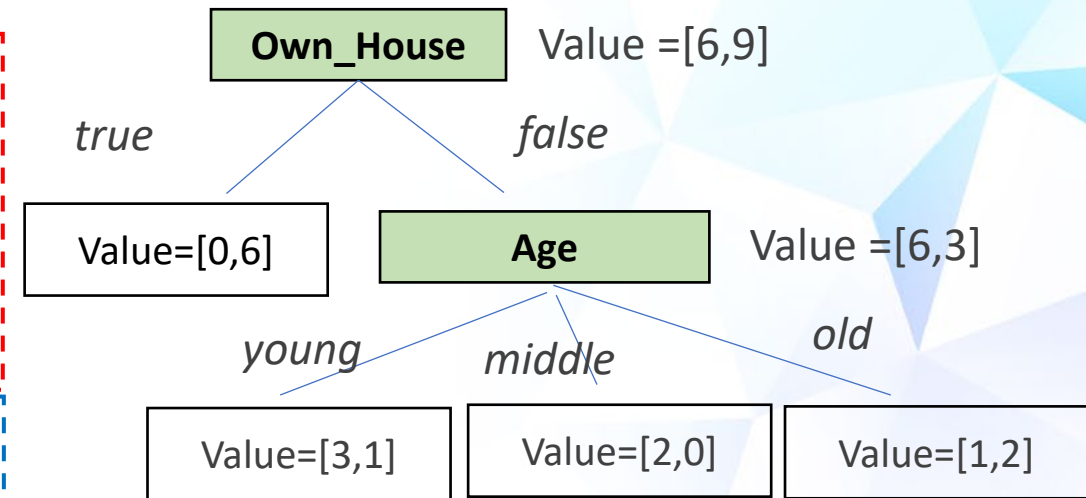 Own_House Value =[6,9]
true false
Value=[0,6] Age Value =[6,3]
young middle old
Value=[3,1] Value=[2,0] Value=[1,2]